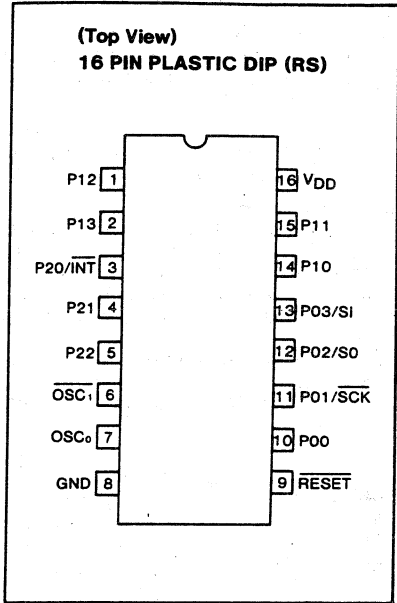 (Top View)
16 PIN PLASTIC DIP (RS)
P12 1 16 VDD
P13 2 15 P11
P20/INT 3 14 P10
P21 4 13 P03/SI
P22 5 12 P02/S0
OSC1 6 11 P01/SCK
OSC0 7 10 P00
GND 8 9 RESET